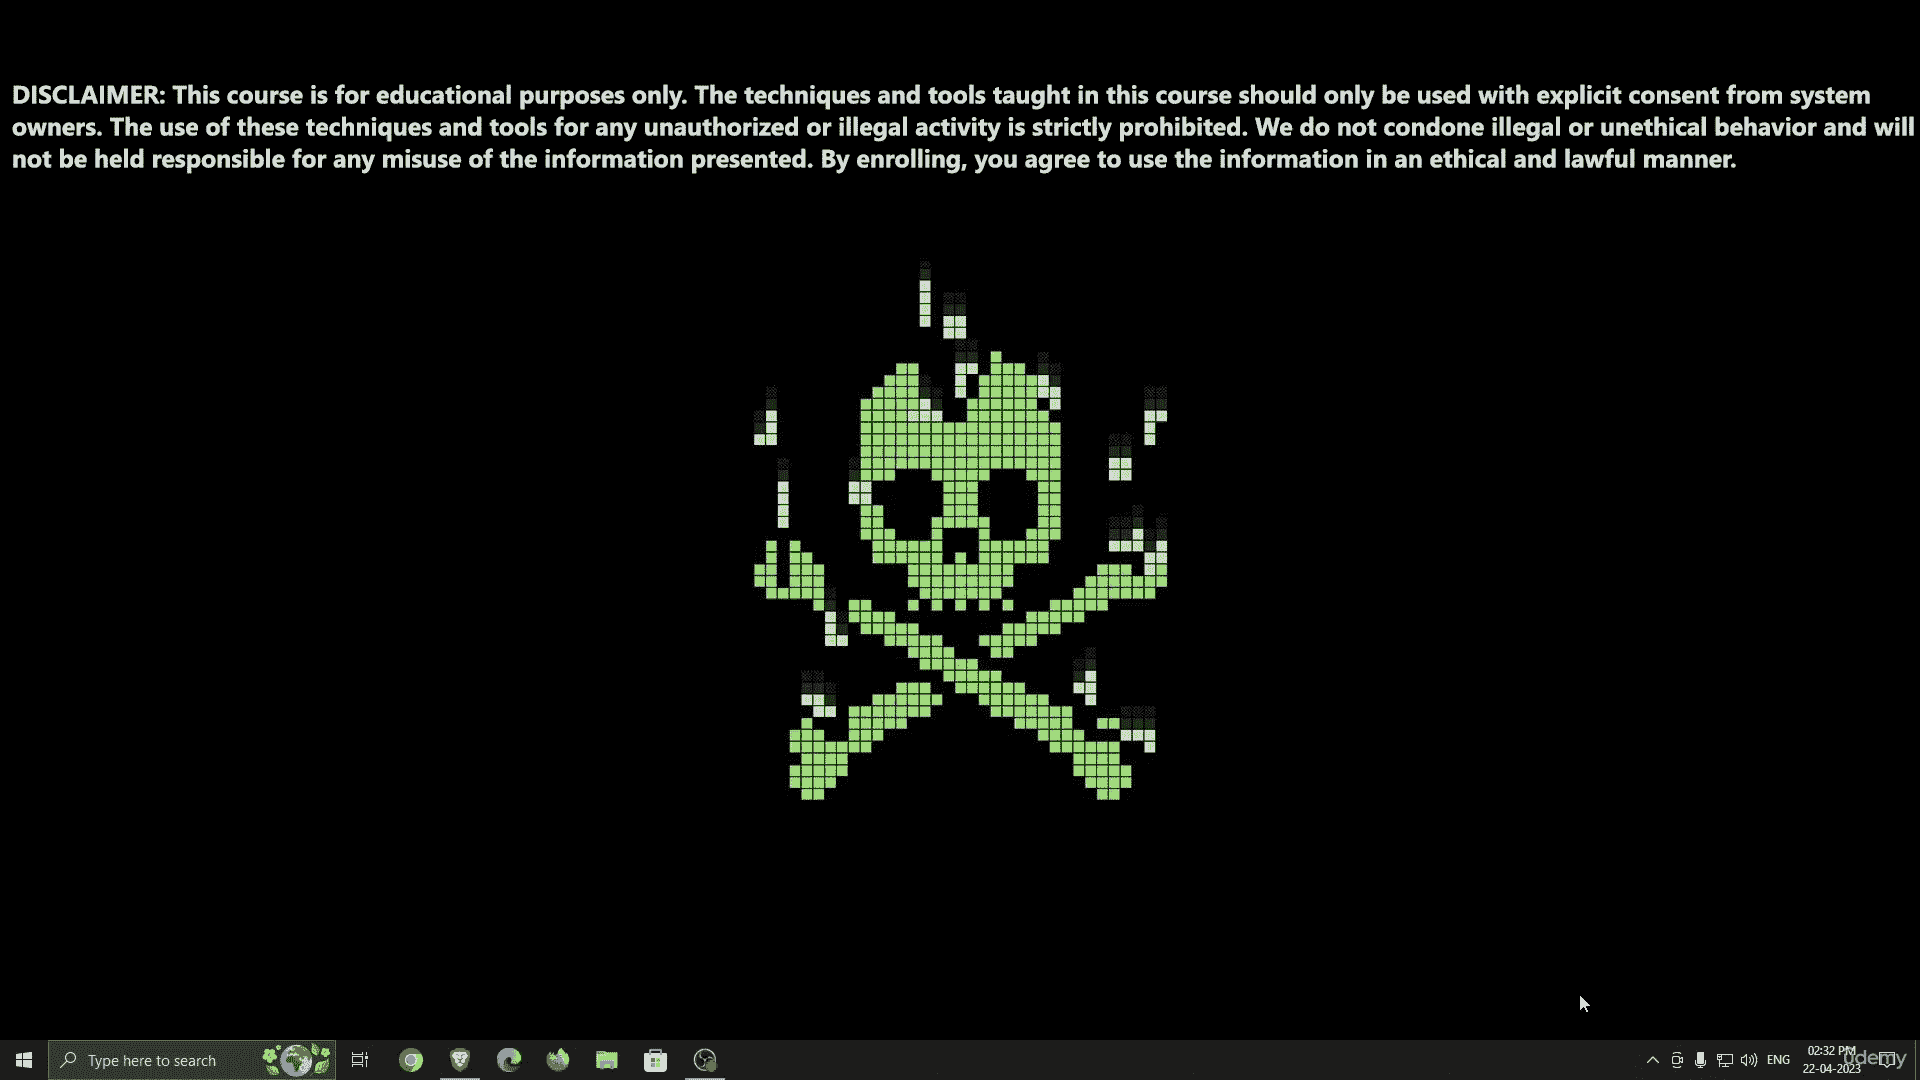 DISCLAIMER: This course is for educational purposes only. The techniques and tools taught in this course should only be used with explicit consent from system
owners. The use of these techniques and tools for any unauthorized or illegal activity is strictly prohibited. We do not condone illegal or unethical behavior and will
not be held responsible for any misuse of the information presented. By enrolling, you agree to use the information in an ethical and lawful manner.
Type here to search
ENG
02:32 PM
22-04-2023
udemy